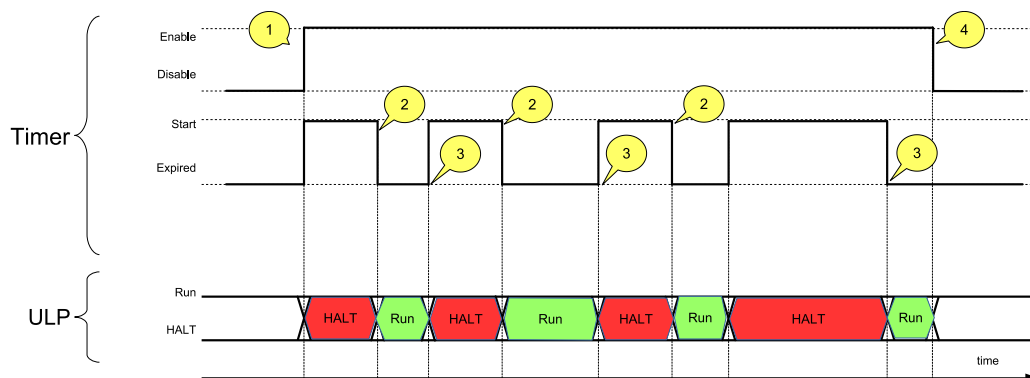 1
4
Enable
Disable
2
2
2
Start
Timer
3
3
3
Expired
Run
HALT
Run
HALT
Run
HALT
Run
HALT
Run
ULP
HALT
time